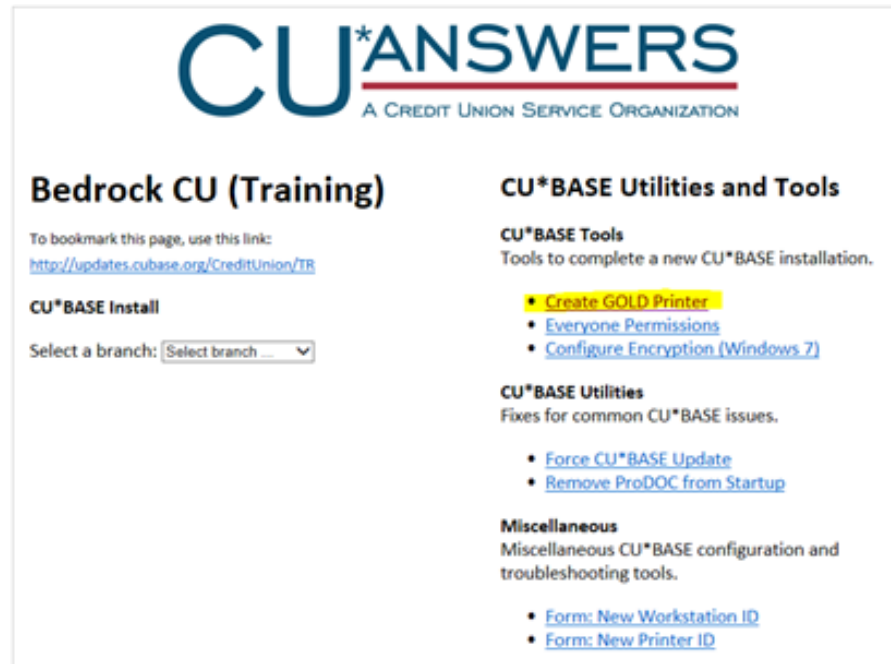 CU*ANSWERS
A CREDIT UNION SERVICE ORGANIZATION
Bedrock CU (Training)
To bookmark this page, use this link:
http://updates.cubase.org/CreditUnion/TR
CU*BASE Install
Select a branch: Select branch ...
CU*BASE Utilities and Tools
CU*BASE Tools
Tools to complete a new CU*BASE installation.
• Create GOLD Printer
• Everyone Permissions
• Configure Encryption (Windows 7)
CU*BASE Utilities
Fixes for common CU*BASE issues.
• Force CU*BASE Update
• Remove ProDOC from Startup
Miscellaneous
Miscellaneous CU*BASE configuration and
troubleshooting tools.
• Form: New Workstation ID
• Form: New Printer ID